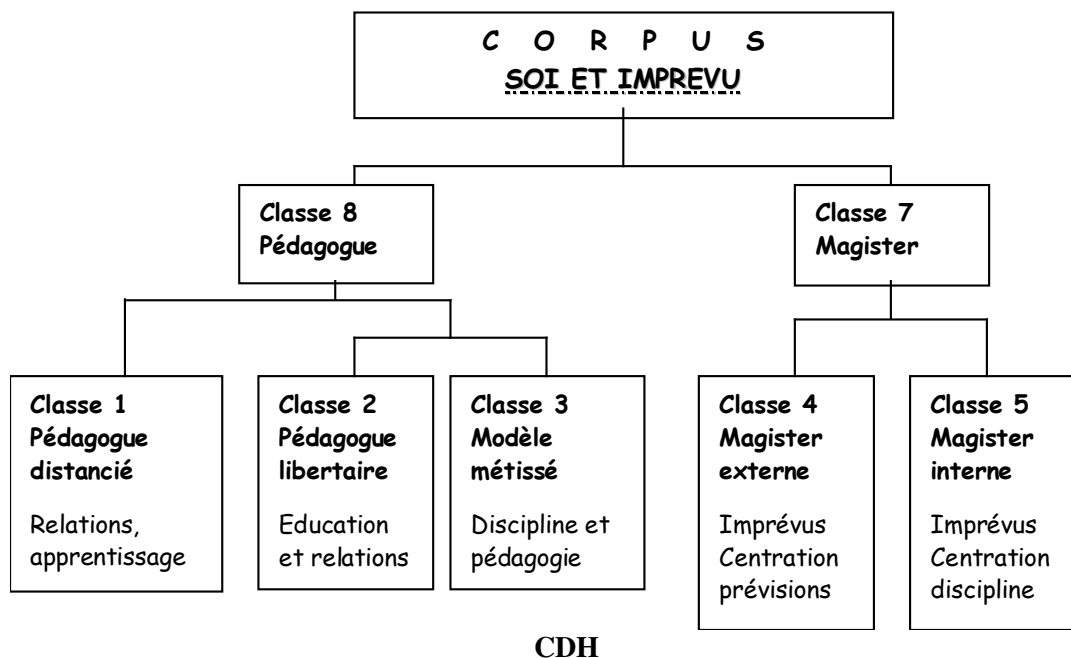 C O R P U S
SOI ET IMPREVU
Classe 8
Pédagogue
Classe 7
Magister
Classe 1
Pédagogue
distancié
Relations,
apprentissage
Classe 2
Pédagogue
libertaire
Education
et relations
Classe 3
Modèle
métissé
Discipline et
pédagogie
Classe 4
Magister
externe
Imprévus
Centration
prévisions
Classe 5
Magister
interne
Imprévus
Centration
discipline
CDH